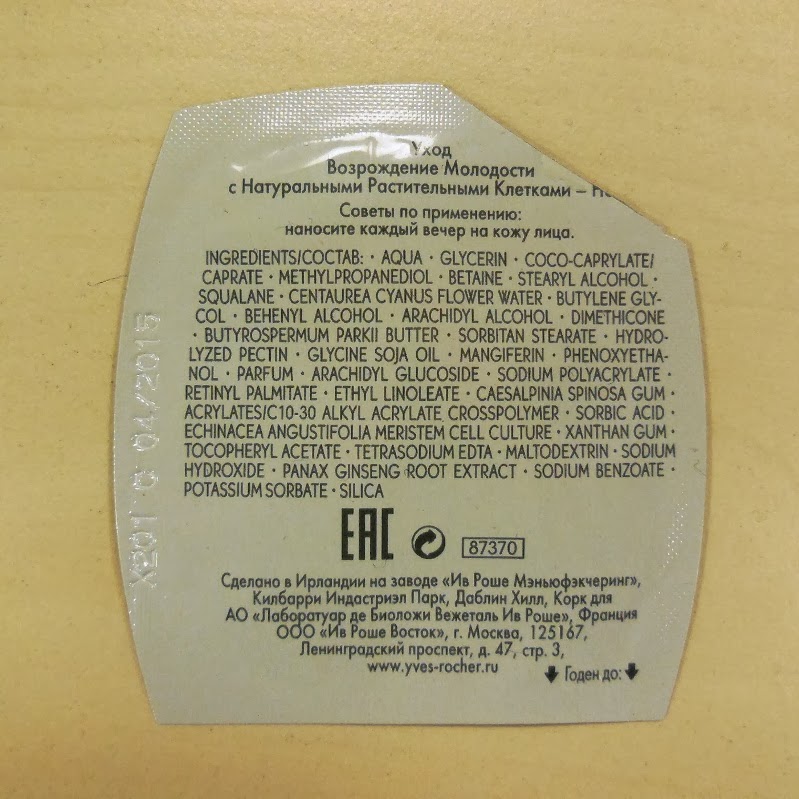 Уход
Возрождение Молодости
с Натуральными Растительными Клетками –
Советы по применению:
наносите каждый вечер на кожу лица.
INGREDIENTS/СОСТАВ: · AQUA · GLYCERIN · COCO-CAPRYLATE/
CAPRATE · METHYLPROPANEDIOL · BETAINE · STEARYL ALCOHOL ·
SQUALANE · CENTAUREA CYANUS FLOWER WATER · BUTYLENE GLY-
COL · BEHENYL ALCOHOL · ARACHIDYL ALCOHOL · DIMETHICONE
· BUTYROSPERMUM PARKII BUTTER · SORBITAN STEARATE · HYDRO-
LYZED PECTIN · GLYCINE SOJA OIL · MANGIFERIN · PHENOXYETHA-
NOL · PARFUM · ARACHIDYL GLUCOSIDE · SODIUM POLYACRYLATE ·
RETINYL PALMITATE · ETHYL LINOLEATE · CAESALPINIA SPINOSA GUM ·
ACRYLATES/C10-30 ALKYL ACRYLATE CROSSPOLYMER · SORBIC ACID ·
ECHINACEA ANGUSTIFOLIA MERISTEM CELL CULTURE · XANTHAN GUM ·
TOCOPHERYL ACETATE · TETRASODIUM EDTA · MALTODEXTRIN · SODIUM
HYDROXIDE · PANAX GINSENG ROOT EXTRACT · SODIUM BENZOATE ·
POTASSIUM SORBATE · SILICA
EAC
87370
Сделано в Ирландии на заводе «Ив Роше Мэньюфэкчеринг»,
Килбарри Индастриэл Парк, Даблин Хилл, Корк для
АО «Лаборатуар де Биоложи Вежеталь Ив Роше», Франция
ООО «Ив Роше Восток», г. Москва, 125167,
Ленинградский проспект, д. 47, стр. 3,
www.yves-rocher.ru
Годен до:
04/2015